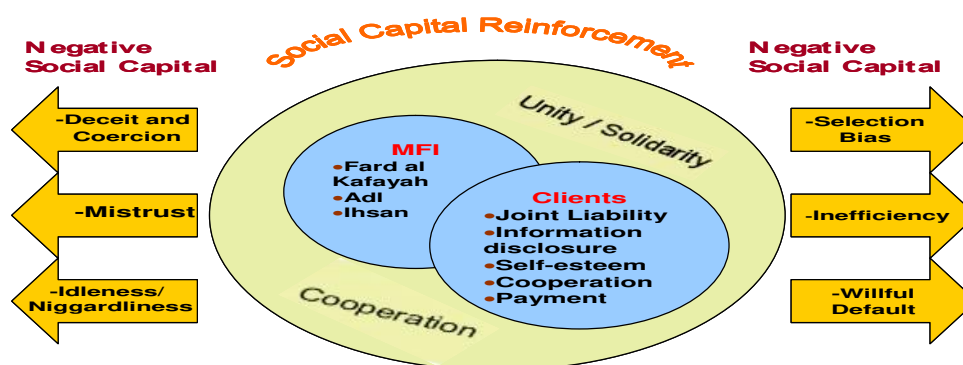 Social Capital Reinforcement
Negative
Social Capital
-Deceit and
Coercion
-Mistrust
-Idleness/
Niggardliness
Unity / Solidarity
MFI
•Fard al
Kafayah
•Adl
•Ihsan
Clients
•Joint Liability
•Information
disclosure
•Self-esteem
•Cooperation
•Payment
Cooperation
Negative
Social Capital
-Selection
Bias
-Inefficiency
-Willful
Default